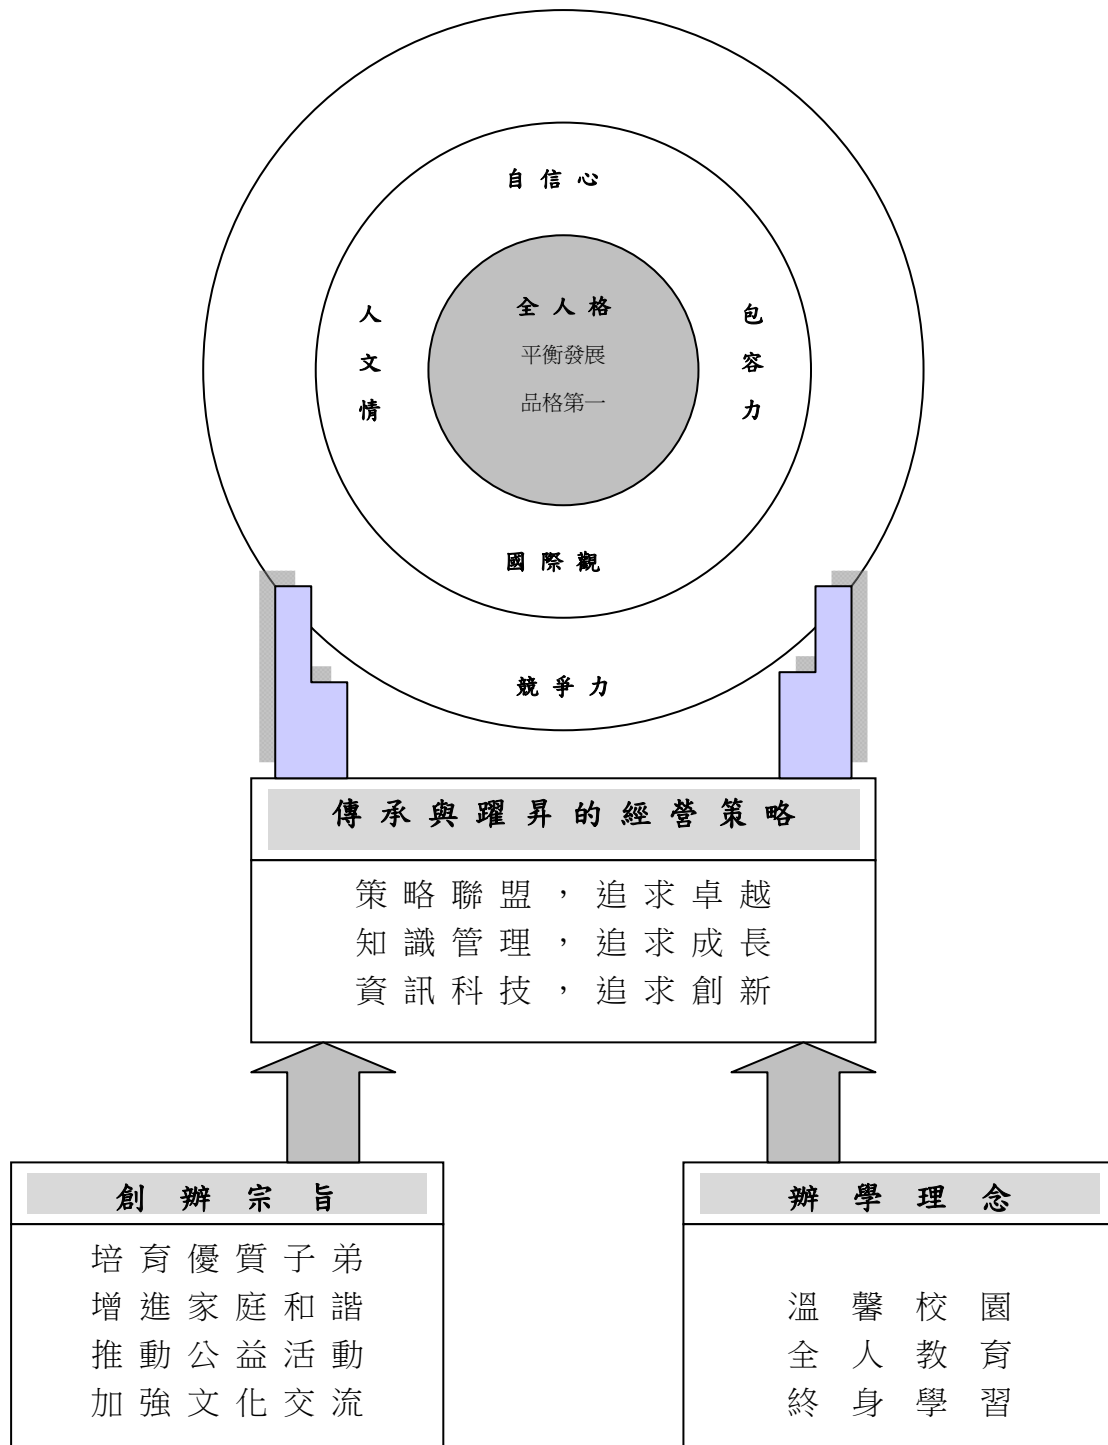 自信心
人文情
全人格
平衡發展
品格第一
包容力
國際觀
競爭力
傳承與躍昇的經營策略
策略聯盟，追求卓越
知識管理，追求成長
資訊科技，追求創新
創辦宗旨
培育優質子弟
增進家庭和諧
推動公益活動
加強文化交流
辦學理念
溫馨校園
全人教育
終身學習